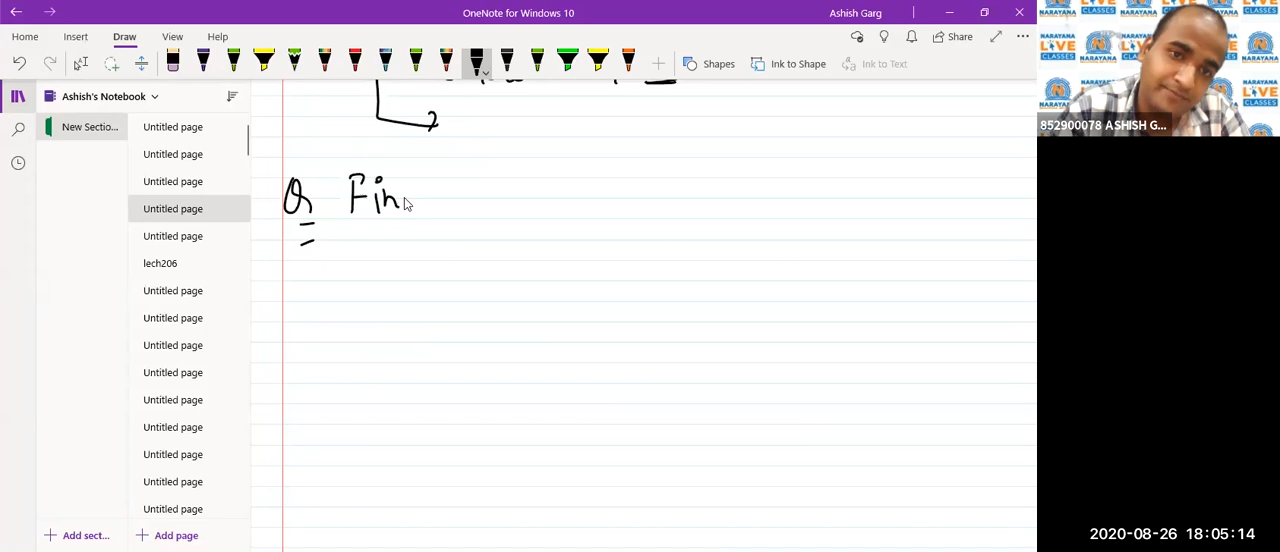 OneNote for Windows 10
Ashish Garg
Home Insert Draw View Help
Share
Shapes
Ink to Shape
Ink to Text
Ashish's Notebook
New Sectio...
Untitled page
Untitled page
Untitled page
Untitled page
Untitled page
lech206
Untitled page
Untitled page
Untitled page
Untitled page
Untitled page
Untitled page
Untitled page
Untitled page
Untitled page
Add sect...
Add page
Q Fin
NARAYANA
LIVE
CLASSES
852900078 ASHISH G...
2020-08-26 18:05:14